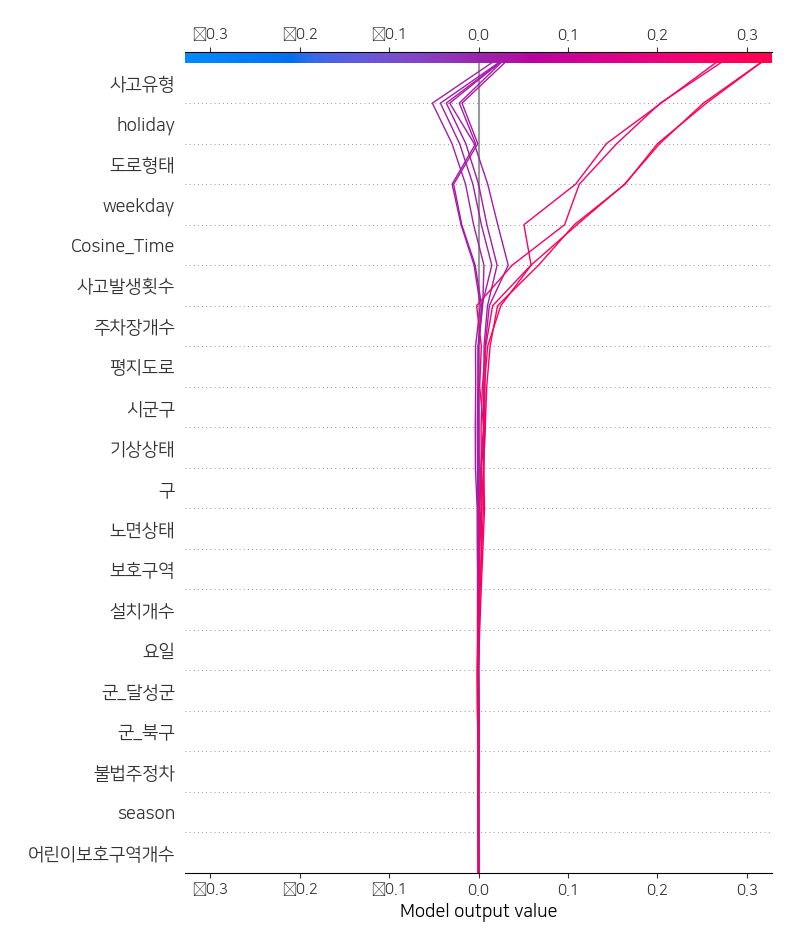 ☒0.3 ☒0.2 ☒0.1 0.0 0.1 0.2 0.3
사고유형
holiday
도로형태
weekday
Cosine_Time
사고발생횟수
주차장개수
평지도로
시군구
기상상태
구
노면상태
보호구역
설치개수
요일
군_달성군
군_북구
불법주정차
season
어린이보호구역개수
☒0.3 ☒0.2 ☒0.1 0.0 0.1 0.2 0.3
Model output value